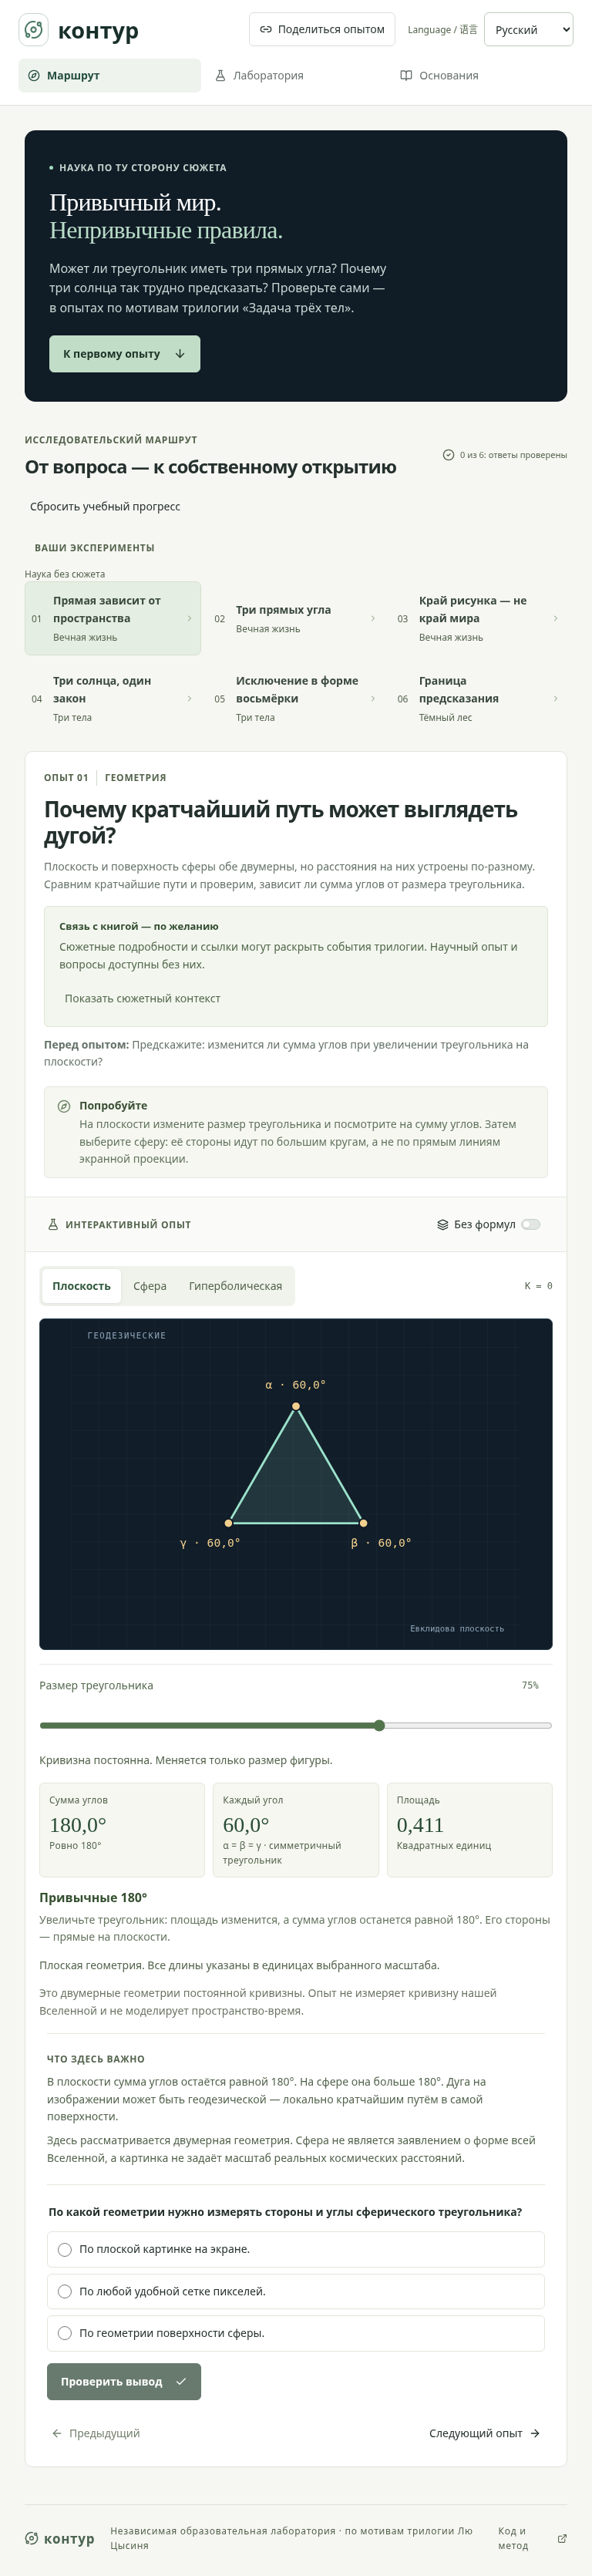 контур
Поделиться опытом
Language / 语言
Русский
Маршрут
Лаборатория
Основания
НАУКА ПО ТУ СТОРОНУ СЮЖЕТА
Привычный мир.
Непривычные правила.
Может ли треугольник иметь три прямых угла? Почему
три солнца так трудно предсказать? Проверьте сами —
в опытах по мотивам трилогии «Задача трёх тел».
К первому опыту
ИССЛЕДОВАТЕЛЬСКИЙ МАРШРУТ
От вопроса — к собственному открытию
0 из 6: ответы проверены
Сбросить учебный прогресс
ВАШИ ЭКСПЕРИМЕНТЫ
Наука без сюжета
01
Прямая зависит от
пространства
Вечная жизнь
02
Три прямых угла
Вечная жизнь
03
Край рисунка — не
край мира
Вечная жизнь
04
Три солнца, один
закон
Три тела
05
Исключение в форме
восьмёрки
Три тела
06
Граница
предсказания
Тёмный лес
ОПЫТ 01
ГЕОМЕТРИЯ
Почему кратчайший путь может выглядеть
дугой?
Плоскость и поверхность сферы обе двумерны, но расстояния на них устроены по-разному.
Сравним кратчайшие пути и проверим, зависит ли сумма углов от размера треугольника.
Связь с книгой — по желанию
Сюжетные подробности и ссылки могут раскрыть события трилогии. Научный опыт и
вопросы доступны без них.
Показать сюжетный контекст
Перед опытом: Предскажите: изменится ли сумма углов при увеличении треугольника на
плоскости?
Попробуйте
На плоскости измените размер треугольника и посмотрите на сумму углов. Затем
выберите сферу: её стороны идут по большим кругам, а не по прямым линиям
экранной проекции.
ИНТЕРАКТИВНЫЙ ОПЫТ
Без формул
Плоскость
Сфера
Гиперболическая
K = 0
ГЕОДЕЗИЧЕСКИЕ
α · 60,0°
γ · 60,0°
β · 60,0°
Евклидова плоскость
Размер треугольника
75%
Кривизна постоянна. Меняется только размер фигуры.
Сумма углов
180,0°
Ровно 180°
Каждый угол
60,0°
α = β = γ · симметричный
треугольник
Площадь
0,411
Квадратных единиц
Привычные 180°
Увеличьте треугольник: площадь изменится, а сумма углов останется равной 180°. Его стороны
— прямые на плоскости.
Плоская геометрия. Все длины указаны в единицах выбранного масштаба.
Это двумерные геометрии постоянной кривизны. Опыт не измеряет кривизну нашей
Вселенной и не моделирует пространство-время.
ЧТО ЗДЕСЬ ВАЖНО
В плоскости сумма углов остаётся равной 180°. На сфере она больше 180°. Дуга на
изображении может быть геодезической — локально кратчайшим путём в самой
поверхности.
Здесь рассматривается двумерная геометрия. Сфера не является заявлением о форме всей
Вселенной, а картинка не задаёт масштаб реальных космических расстояний.
По какой геометрии нужно измерять стороны и углы сферического треугольника?
По плоской картинке на экране.
По любой удобной сетке пикселей.
По геометрии поверхности сферы.
Проверить вывод
Предыдущий
Следующий опыт
контур
Независимая образовательная лаборатория · по мотивам трилогии Лю
Цысиня
Код и
метод